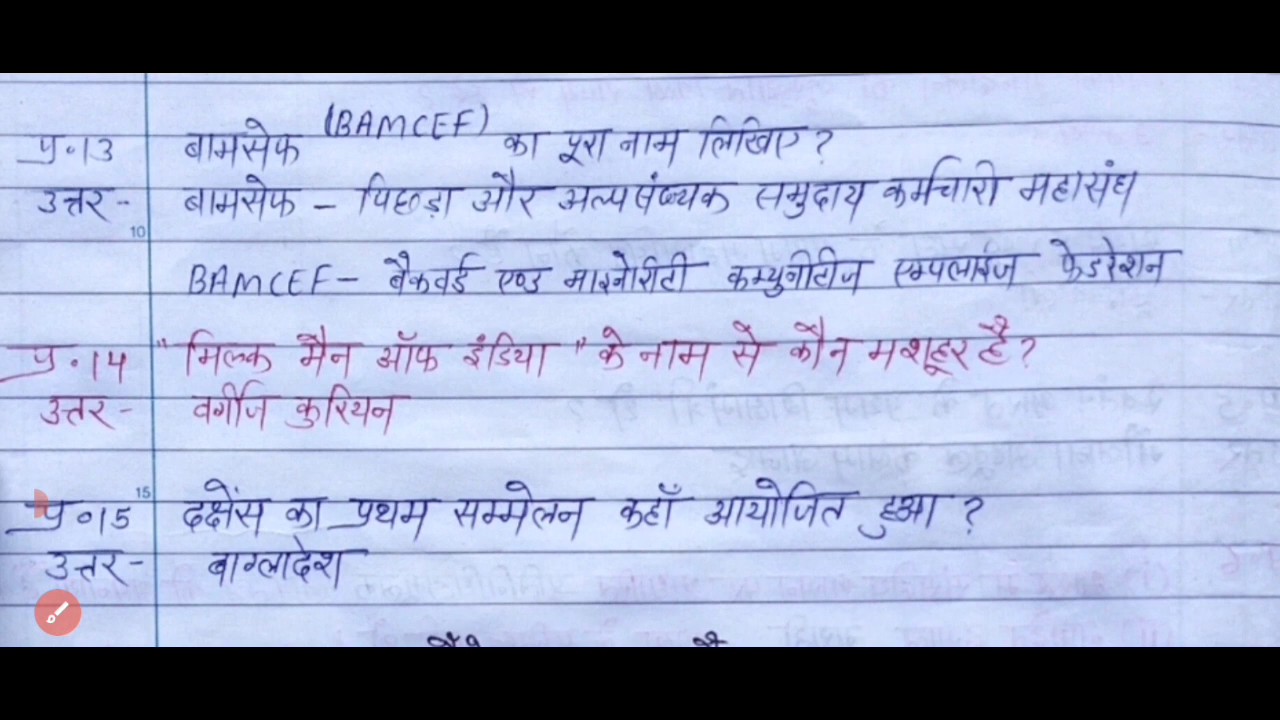 प्र.13 बामसेफ (BAMCEF) का पूरा नाम लिखिए?
उत्तर- बामसेफ – पिछड़ा और अल्पसंख्यक समुदाय कर्मचारी महासंघ
10
BAMCEF – बैकवर्ड एण्ड माइनोरिटी कम्युनीटीज एम्पलाईज फेडरेशन
प्र.14 "मिल्क मैन ऑफ इंडिया" के नाम से कौन मशहूर है?
उत्तर- वर्गीज कुरियन
15
प्र.15 दक्षेंस का प्रथम सम्मेलन कहाँ आयोजित हुआ?
उत्तर- बाग्लादेश